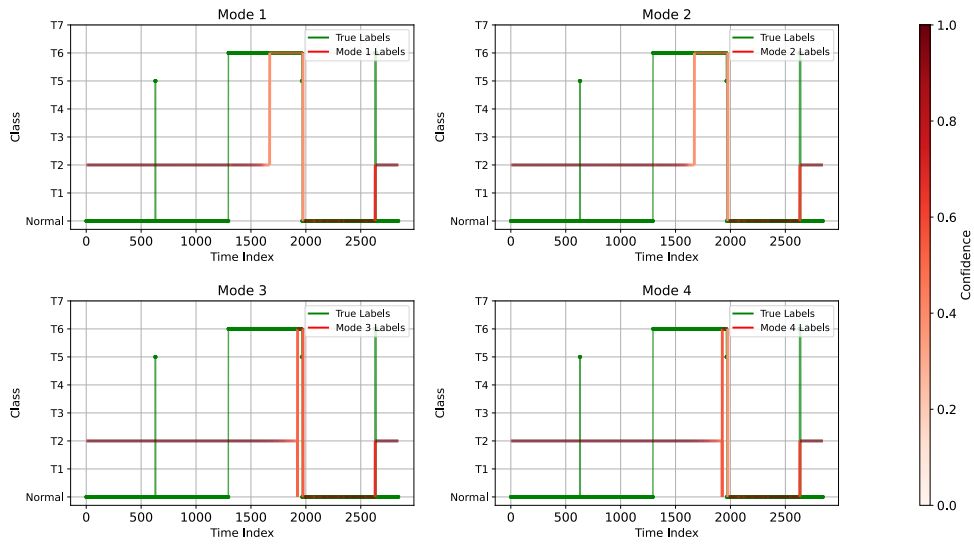 Mode 1
T7
T6
T5
T4
T3
T2
T1
Normal
Class
True Labels
Mode 1 Labels
0
500
1000
1500
2000
2500
Time Index
Mode 2
T7
T6
T5
T4
T3
T2
T1
Normal
Class
True Labels
Mode 2 Labels
0
500
1000
1500
2000
2500
Time Index
Mode 3
T7
T6
T5
T4
T3
T2
T1
Normal
Class
True Labels
Mode 3 Labels
0
500
1000
1500
2000
2500
Time Index
Mode 4
T7
T6
T5
T4
T3
T2
T1
Normal
Class
True Labels
Mode 4 Labels
0
500
1000
1500
2000
2500
Time Index
1.0
0.8
0.6
0.4
0.2
0.0
Confidence